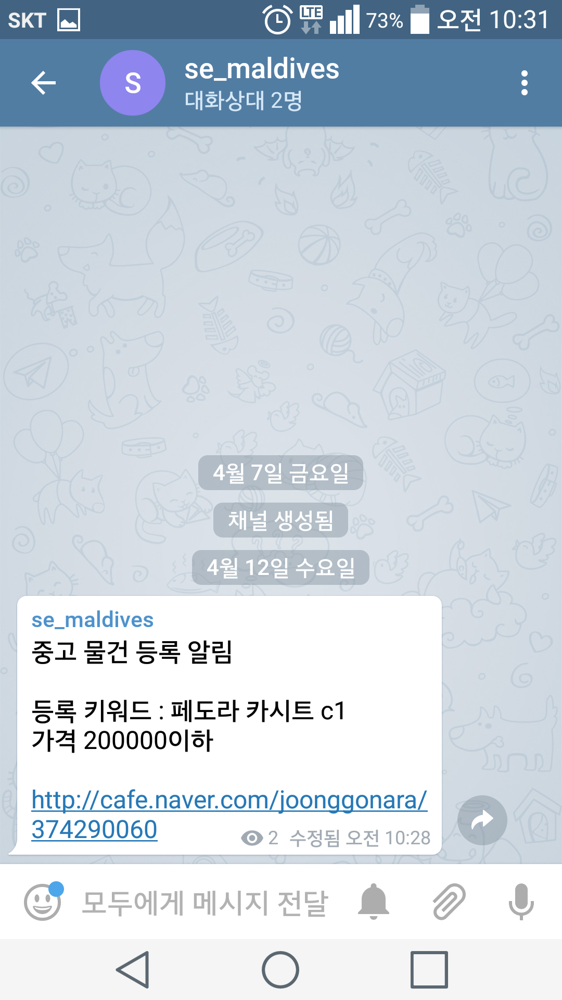 SKT LTE 73% 오전 10:31
S
se_maldives
대화상대 2명
4월 7일 금요일
채널 생성됨
4월 12일 수요일
se_maldives
중고 물건 등록 알림
등록 키워드 : 페도라 카시트 c1
가격 200000이하
http://cafe.naver.com/joonggonara/
374290060
2 수정됨 오전 10:28
모두에게 메시지 전달